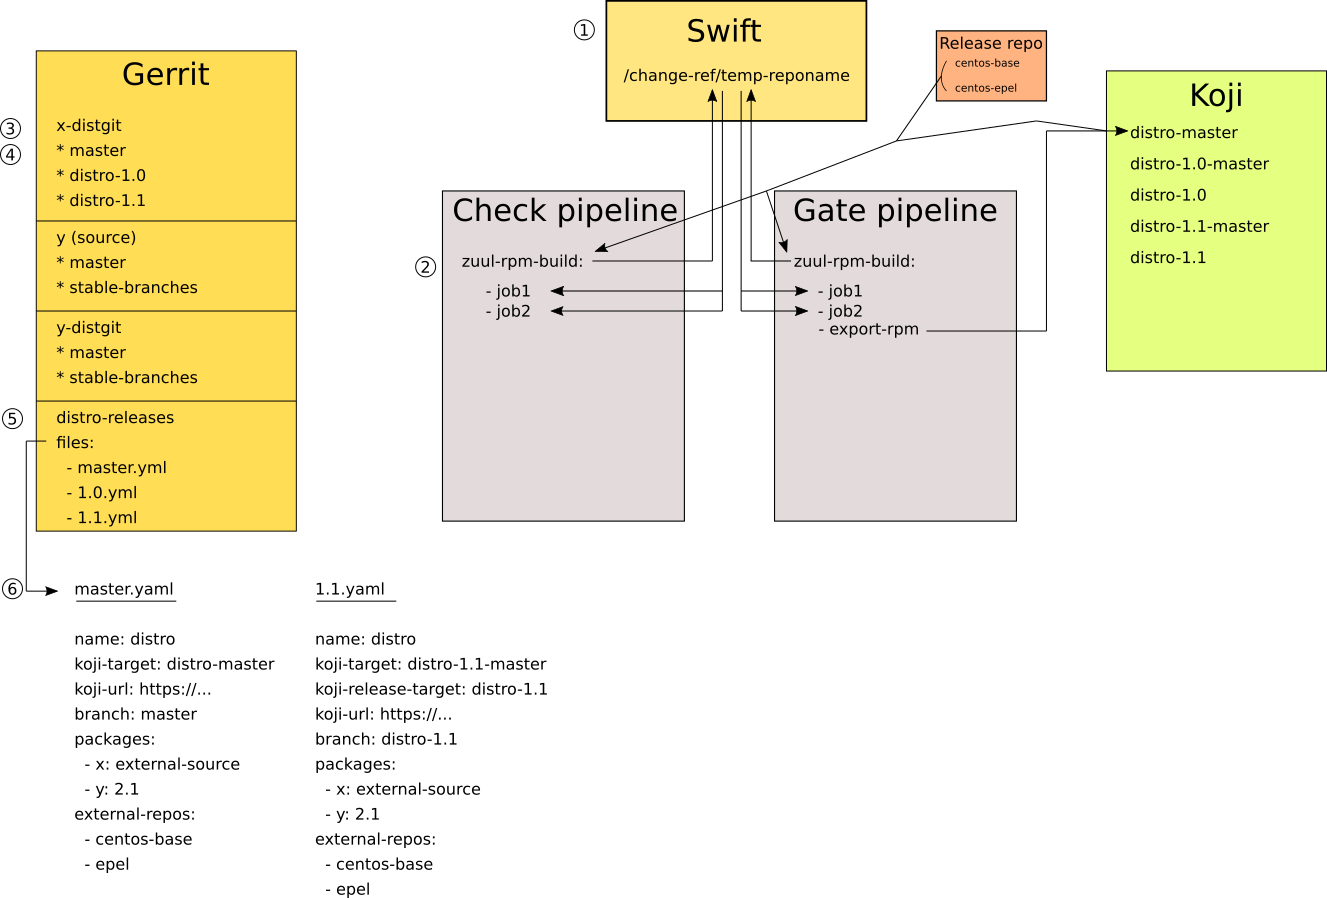 ①
Swift
/change-ref/temp-reponame
Release repo
centos-base
centos-epel
Gerrit
③
x-distgit
④
* master
* distro-1.0
* distro-1.1
y (source)
* master
* stable-branches
y-distgit
* master
* stable-branches
⑤
distro-releases
files:
- master.yml
- 1.0.yml
- 1.1.yml
Check pipeline
②
zuul-rpm-build:
- job1
- job2
Gate pipeline
zuul-rpm-build:
- job1
- job2
- export-rpm
Koji
distro-master
distro-1.0-master
distro-1.0
distro-1.1-master
distro-1.1
⑥
master.yaml
name: distro
koji-target: distro-master
koji-url: https://...
branch: master
packages:
- x: external-source
- y: 2.1
external-repos:
- centos-base
- epel
1.1.yaml
name: distro
koji-target: distro-1.1-master
koji-release-target: distro-1.1
koji-url: https://...
branch: distro-1.1
packages:
- x: external-source
- y: 2.1
external-repos:
- centos-base
- epel